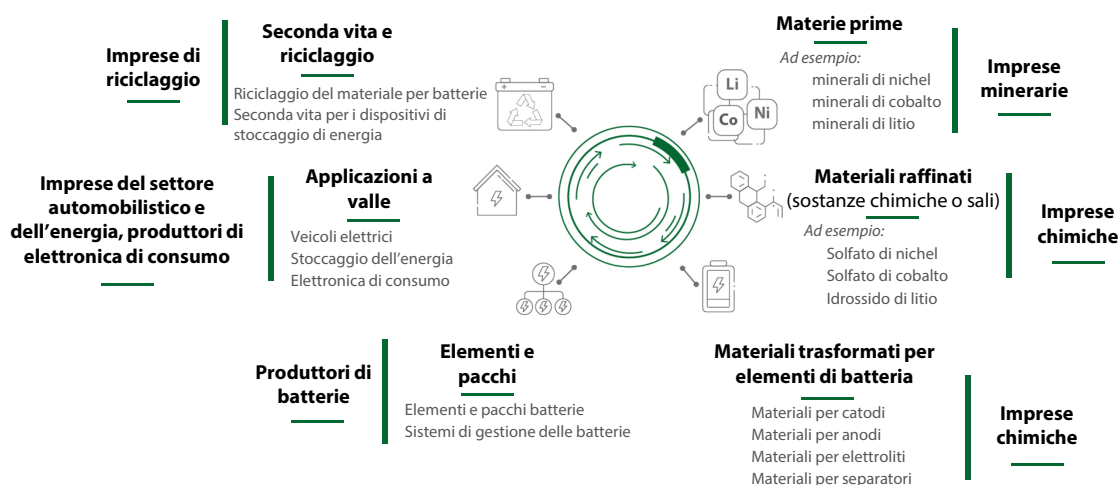 Materie prime
Ad esempio:
minerali di nichel
minerali di cobalto
minerali di litio
Imprese
minerarie
Li
Co
Ni
Materiali raffinati
(sostanze chimiche o sali)
Ad esempio:
Solfato di nichel
Solfato di cobalto
Idrossido di litio
Imprese
chimiche
Materiali trasformati per
elementi di batteria
Materiali per catodi
Materiali per anodi
Materiali per elettroliti
Materiali per separatori
Imprese
chimiche
Elementi e
pacchi
Elementi e pacchi batterie
Sistemi di gestione delle batterie
Produttori di
batterie
Applicazioni a
valle
Veicoli elettrici
Stoccaggio dell’energia
Elettronica di consumo
Imprese del settore
automobilistico e
dell’energia, produttori di
elettronica di consumo
Seconda vita e
riciclaggio
Riciclaggio del materiale per batterie
Seconda vita per i dispositivi di
stoccaggio di energia
Imprese di
riciclaggio